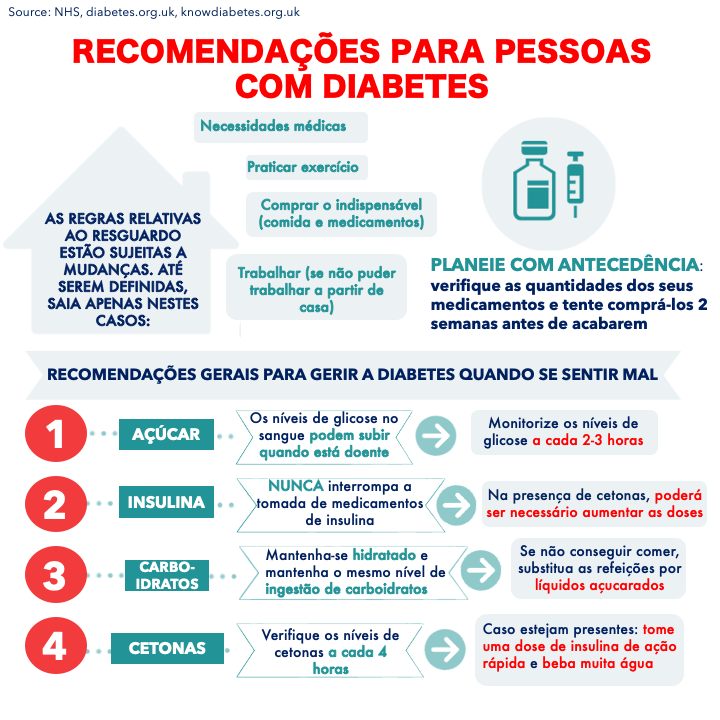 Source: NHS, diabetes.org.uk, knowdiabetes.org.uk
RECOMENDAÇÕES PARA PESSOAS
COM DIABETES
AS REGRAS RELATIVAS
AO RESGUARDO
ESTÃO SUJEITAS A
MUDANÇAS. ATÉ
SEREM DEFINIDAS,
SAIA APENAS NESTES
CASOS:
Necessidades médicas
Praticar exercício
Comprar o indispensável
(comida e medicamentos)
Trabalhar (se não puder
trabalhar a partir de
casa)
PLANEIE COM ANTECEDÊNCIA:
verifique as quantidades dos seus
medicamentos e tente comprá-los 2
semanas antes de acabarem
RECOMENDAÇÕES GERAIS PARA GERIR A DIABETES QUANDO SE SENTIR MAL
1
AÇÚCAR
Os níveis de glicose no
sangue podem subir
quando está doente
Monitorize os níveis de
glicose a cada 2-3 horas
2
INSULINA
NUNCA interrompa a
tomada de medicamentos
de insulina
Na presença de cetonas, poderá
ser necessário aumentar as doses
3
CARBO-
IDRATOS
Mantenha-se hidratado e
mantenha o mesmo nível de
ingestão de carboidratos
Se não conseguir comer,
substitua as refeições por
líquidos açucarados
4
CETONAS
Verifique os níveis de
cetonas a cada 4
horas
Caso estejam presentes: tome
uma dose de insulina de ação
rápida e beba muita água